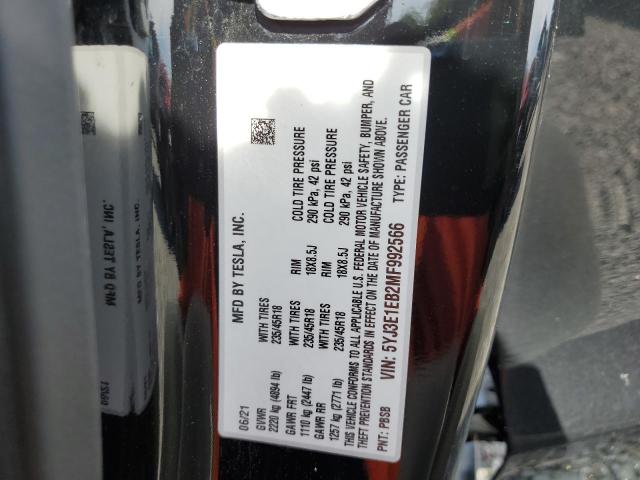 MFD BY TESLA, INC.
06/21
GVWR
2220 kg (4894 lb)
WITH TIRES
235/45R18
RIM
18X8.5J
COLD TIRE PRESSURE
290 kPa, 42 psi
GAWR FRT
1110 kg (2447 lb)
WITH TIRES
235/45R18
RIM
18X8.5J
COLD TIRE PRESSURE
290 kPa, 42 psi
GAWR RR
1257 kg (2771 lb)
THIS VEHICLE CONFORMS TO ALL APPLICABLE U.S. FEDERAL MOTOR VEHICLE SAFETY, BUMPER, AND
THEFT PREVENTION STANDARDS IN EFFECT ON THE DATE OF MANUFACTURE SHOWN ABOVE.
VIN: 5YJ3E1EB2MF992566
PNT: PBSB
TYPE: PASSENGER CAR
MFD BY TESLA, INC.